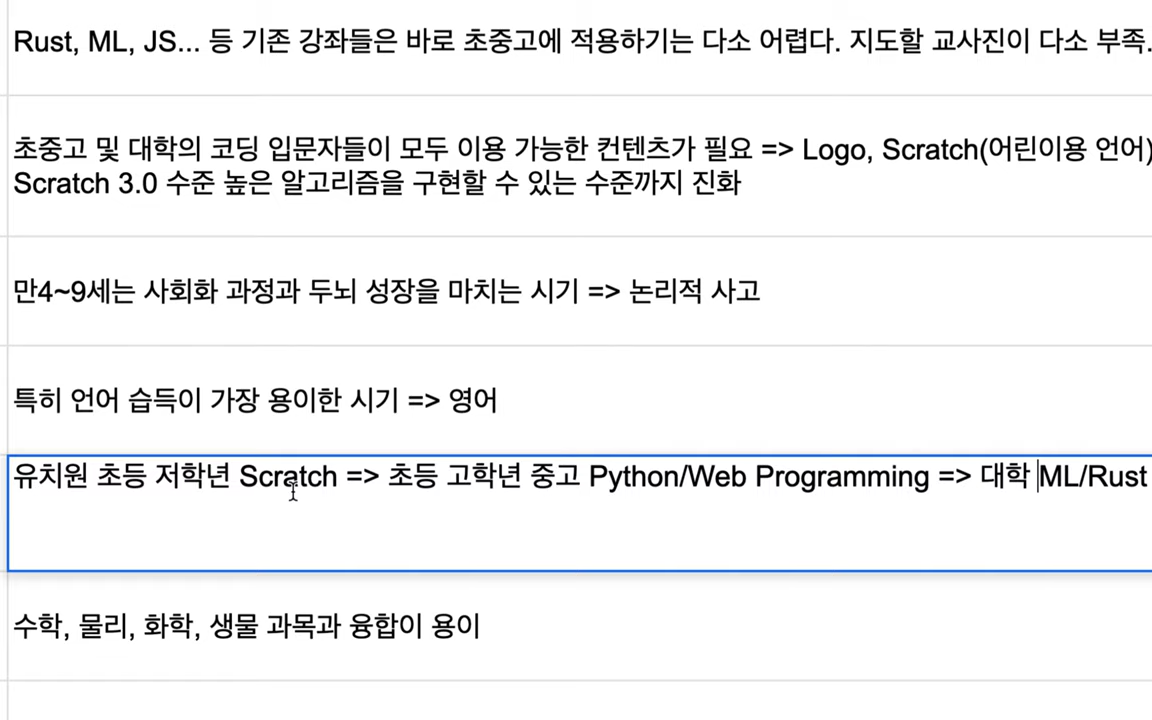 Rust, ML, JS... 등 기존 강좌들은 바로 초중고에 적용하기는 다소 어렵다. 지도할 교사진이 다소 부족.
초중고 및 대학의 코딩 입문자들이 모두 이용 가능한 컨텐츠가 필요 => Logo, Scratch(어린이용 언어)
Scratch 3.0 수준 높은 알고리즘을 구현할 수 있는 수준까지 진화
만4~9세는 사회화 과정과 두뇌 성장을 마치는 시기 => 논리적 사고
특히 언어 습득이 가장 용이한 시기 => 영어
유치원 초등 저학년 Scratch => 초등 고학년 중고 Python/Web Programming => 대학 ML/Rust
수학, 물리, 화학, 생물 과목과 융합이 용이